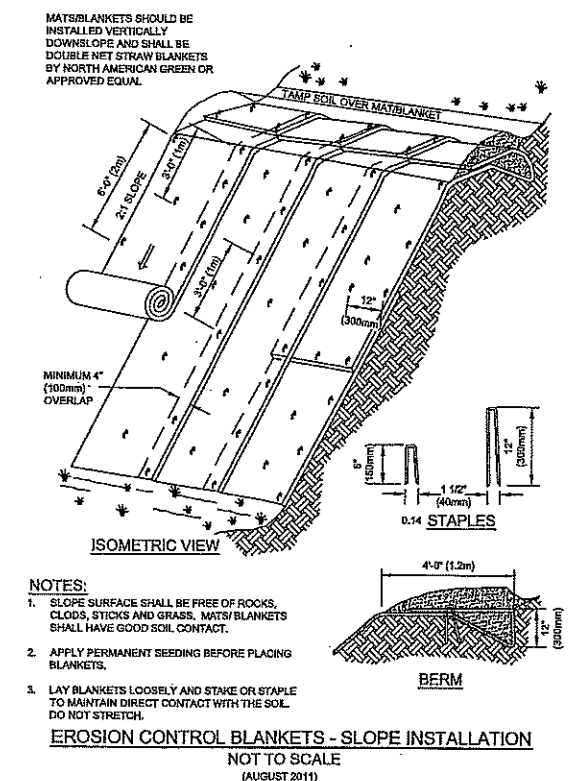 MATS/BLANKETS SHOULD BE
INSTALLED VERTICALLY
DOWNSLOPE AND SHALL BE
DOUBLE NET STRAW BLANKETS
BY NORTH AMERICAN GREEN OR
APPROVED EQUAL
TAMP SOIL OVER MAT/BLANKET
6'-0" (2m)
2:1 SLOPE
3'-0" (1m)
3'-0" (1m)
12"
(300mm)
MINIMUM 4"
(100mm)
OVERLAP
6"
(150mm)
12"
(300mm)
1 1/2"
(40mm)
0.14 STAPLES
ISOMETRIC VIEW
4'-0" (1.2m)
12"
(300mm)
BERM
NOTES:
1. SLOPE SURFACE SHALL BE FREE OF ROCKS,
CLODS, STICKS AND GRASS. MATS/ BLANKETS
SHALL HAVE GOOD SOIL CONTACT.
2. APPLY PERMANENT SEEDING BEFORE PLACING
BLANKETS.
3. LAY BLANKETS LOOSELY AND STAKE OR STAPLE
TO MAINTAIN DIRECT CONTACT WITH THE SOIL.
DO NOT STRETCH.
EROSION CONTROL BLANKETS - SLOPE INSTALLATION
NOT TO SCALE
(AUGUST 2011)